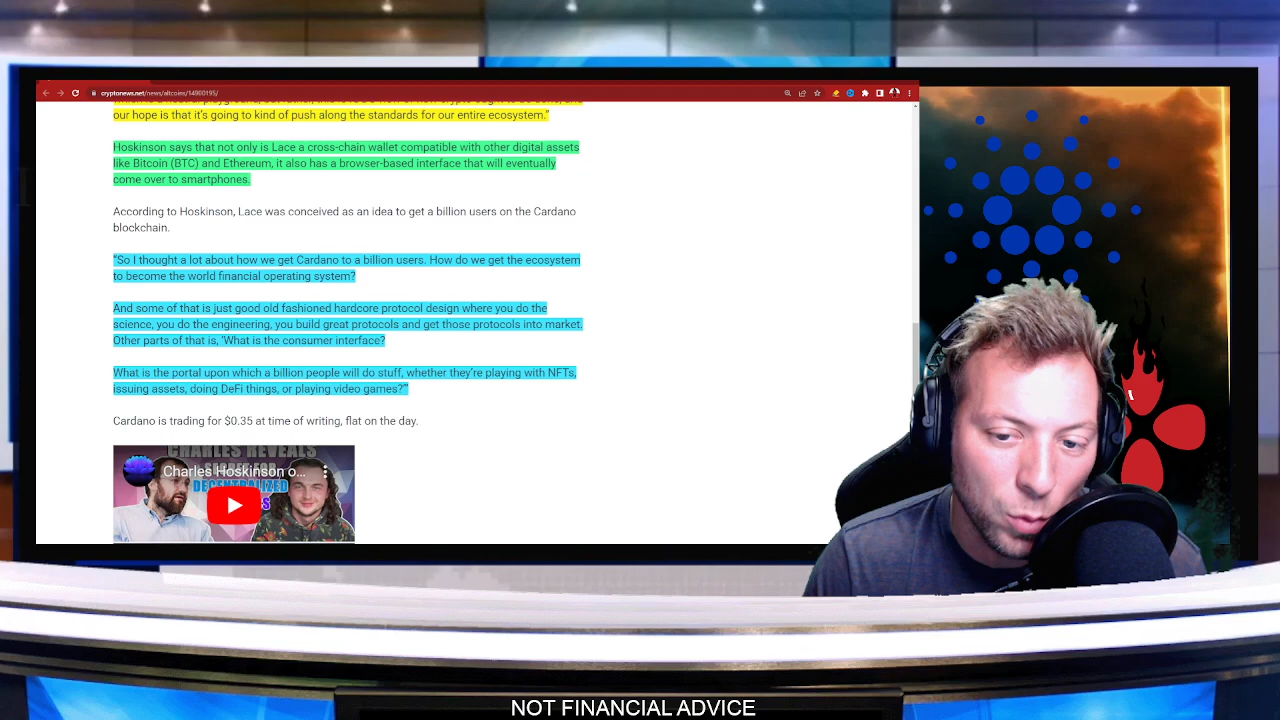 cryptonews.net/news/altcoins/14900195/
our hope is that it's going to kind of push along the standards for our entire ecosystem."
Hoskinson says that not only is Lace a cross-chain wallet compatible with other digital assets
like Bitcoin (BTC) and Ethereum, it also has a browser-based interface that will eventually
come over to smartphones.
According to Hoskinson, Lace was conceived as an idea to get a billion users on the Cardano
blockchain.
“So I thought a lot about how we get Cardano to a billion users. How do we get the ecosystem
to become the world financial operating system?
And some of that is just good old fashioned hardcore protocol design where you do the
science, you do the engineering, you build great protocols and get those protocols into market.
Other parts of that is, ‘What is the consumer interface?
What is the portal upon which a billion people will do stuff, whether they’re playing with NFTs,
issuing assets, doing DeFi things, or playing video games?’”
Cardano is trading for $0.35 at time of writing, flat on the day.
CHARLES REVEALS
Charles Hoskinson o...
DECENTRALIZED
NOT FINANCIAL ADVICE